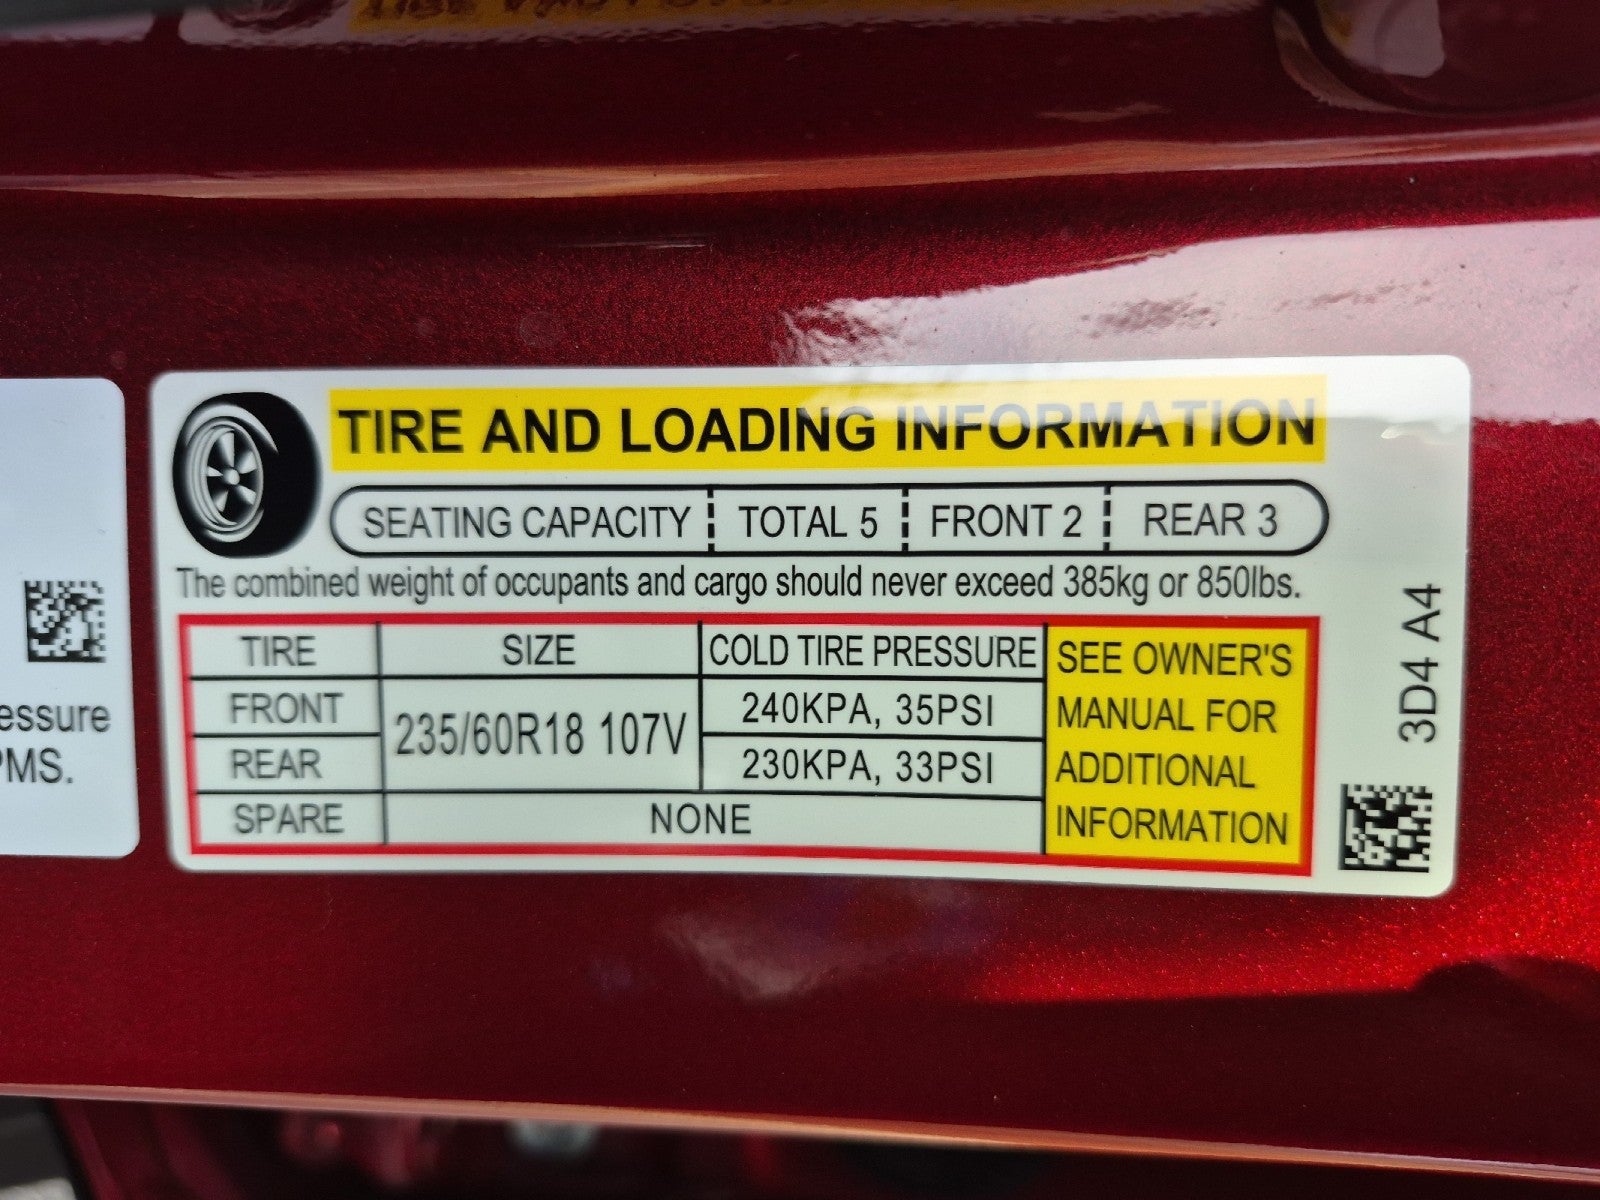 TIRE AND LOADING INFORMATION
SEATING CAPACITY TOTAL 5 FRONT 2 REAR 3
The combined weight of occupants and cargo should never exceed 385kg or 850lbs.
TIRE SIZE COLD TIRE PRESSURE
FRONT 235/60R18 107V 240KPA, 35PSI
REAR 230KPA, 33PSI
SPARE NONE
SEE OWNER'S
MANUAL FOR
ADDITIONAL
INFORMATION
3D4 A4
essure
PMS.